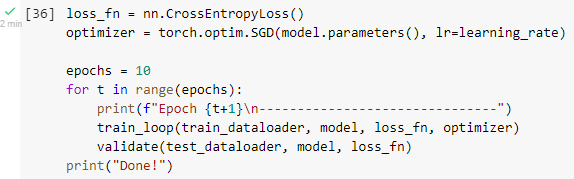 [36] loss_fn = nn.CrossEntropyLoss()
2 min
optimizer = torch.optim.SGD(model.parameters(), lr=learning_rate)
epochs = 10
for t in range(epochs):
print(f"Epoch {t+1}\n-------------------------------")
train_loop(train_dataloader, model, loss_fn, optimizer)
validate(test_dataloader, model, loss_fn)
print("Done!")